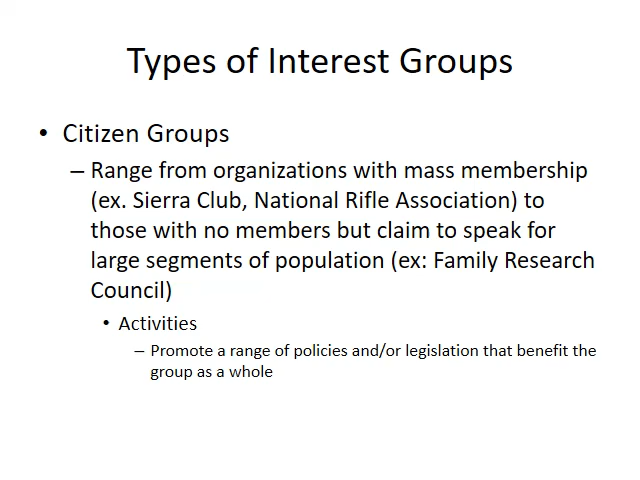 Types of Interest Groups
• Citizen Groups
– Range from organizations with mass membership
(ex. Sierra Club, National Rifle Association) to
those with no members but claim to speak for
large segments of population (ex: Family Research
Council)
• Activities
– Promote a range of policies and/or legislation that benefit the
group as a whole